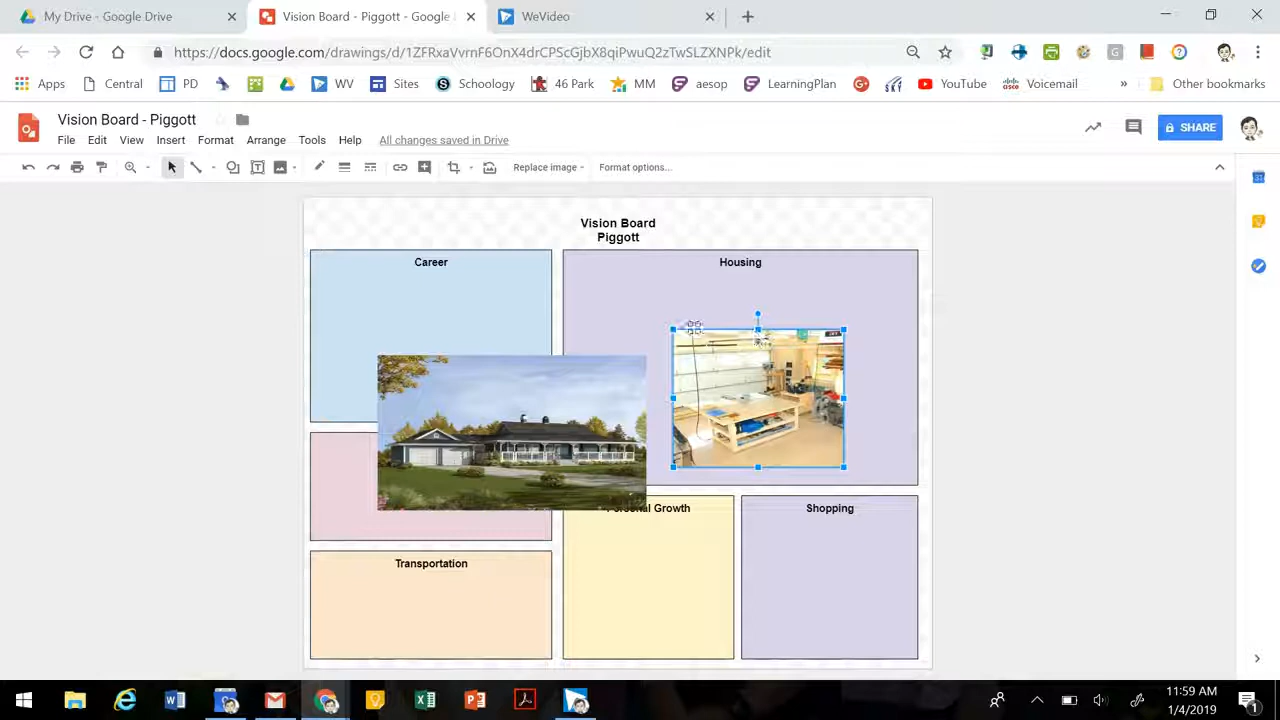 My Drive - Google Drive
Vision Board - Piggott - Google
WeVideo
https://docs.google.com/drawings/d/1ZFRxaVvrnF6OnX4drCPScGjbX8qiPwuQ2zTwSLZXNPk/edit
Apps
Central
PD
WV
Sites
Schoology
46 Park
MM
aesop
LearningPlan
YouTube
Voicemail
Other bookmarks
Vision Board - Piggott
File Edit View Insert Format Arrange Tools Help All changes saved in Drive
SHARE
Replace image
Format options...
Vision Board
Piggott
Career
Housing
Growth
Shopping
Transportation
11:59 AM
1/4/2019